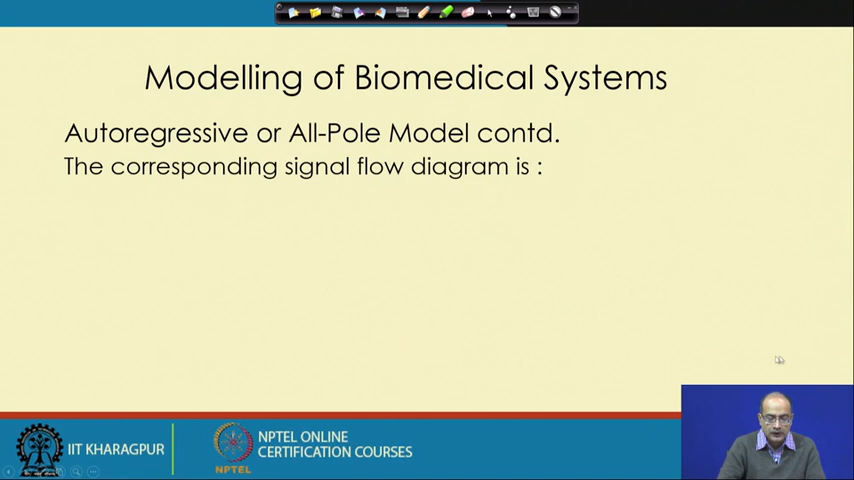 Modelling of Biomedical Systems
Autoregressive or All-Pole Model contd.
The corresponding signal flow diagram is :
IIT KHARAGPUR
NPTEL
NPTEL ONLINE
CERTIFICATION COURSES